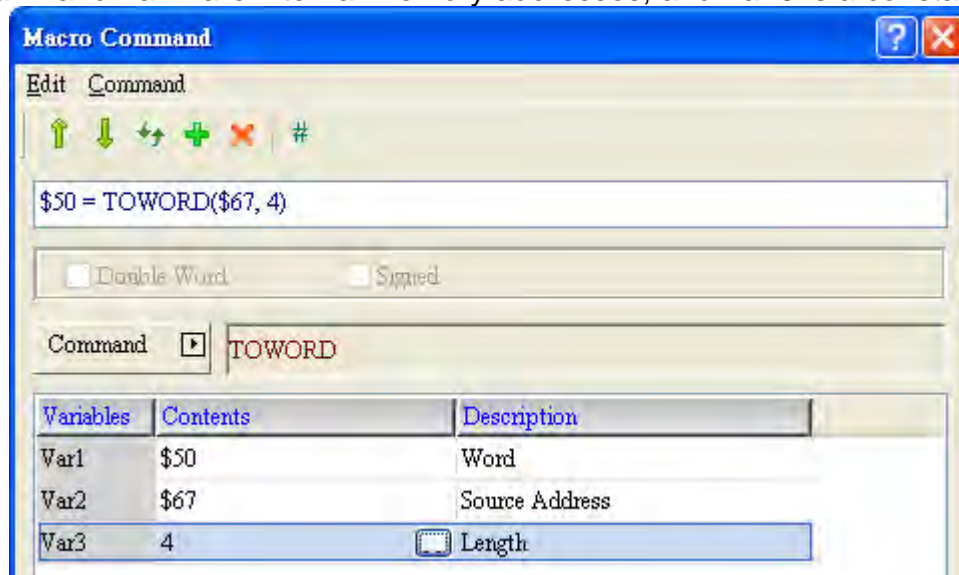 Macro Command
Edit Command
#
$50 = TOWORD($67, 4)
Double Word Signed
Command TOWORD
Variables Contents Description
Var1 $50 Word
Var2 $67 Source Address
Var3 4 Length